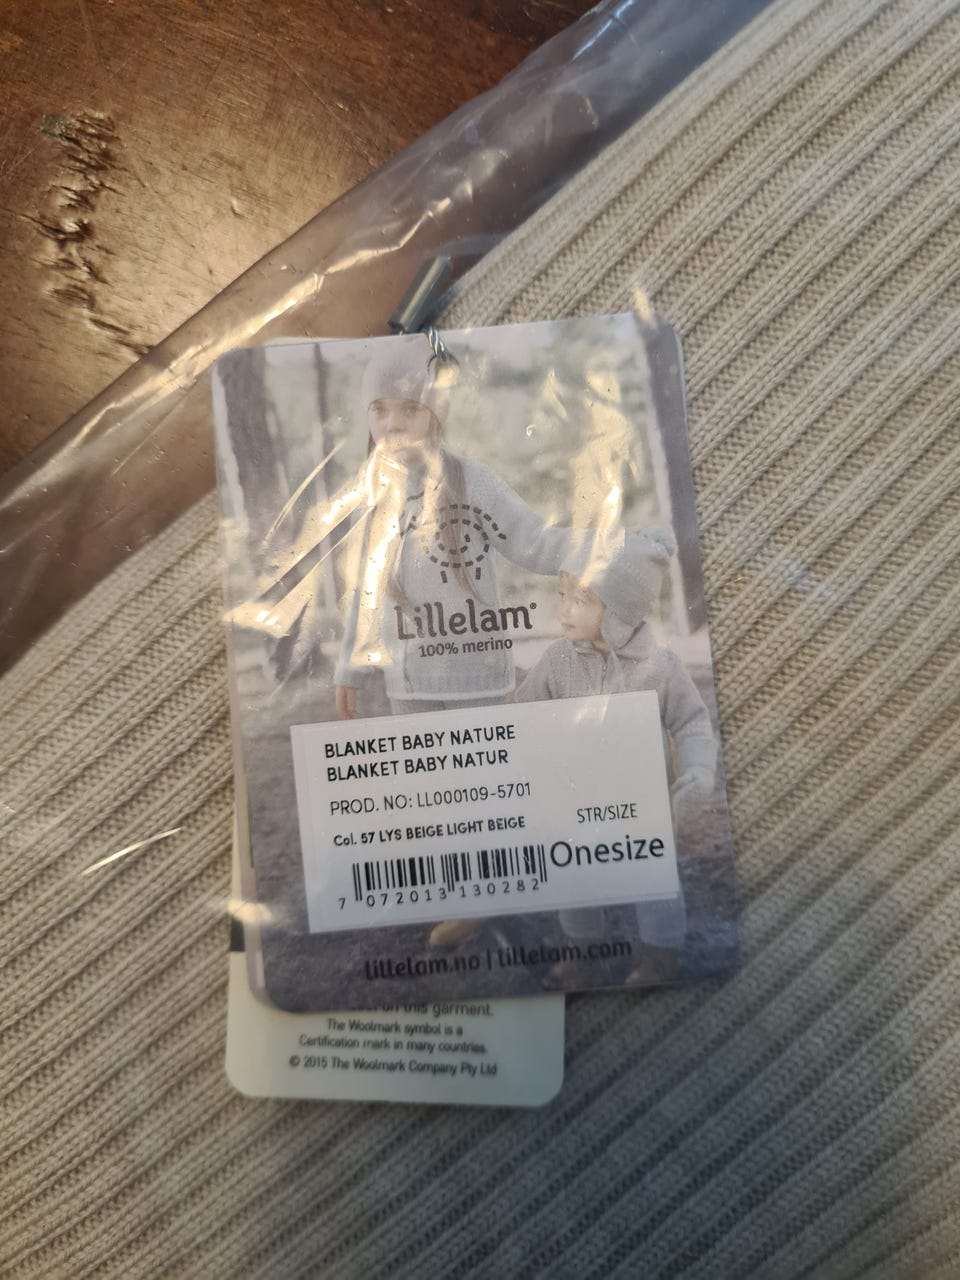 Lillelam®
100% merino
BLANKET BABY NATURE
BLANKET BABY NATUR
PROD. NO: LL000109-5701
STR/SIZE
Col. 57 LYS BEIGE LIGHT BEIGE
Onesize
7 072013 130282
lillelam.no | lillelam.com
on this garment.
The Woolmark symbol is a
Certification mark in many countries.
© 2015 The Woolmark Company Pty Ltd